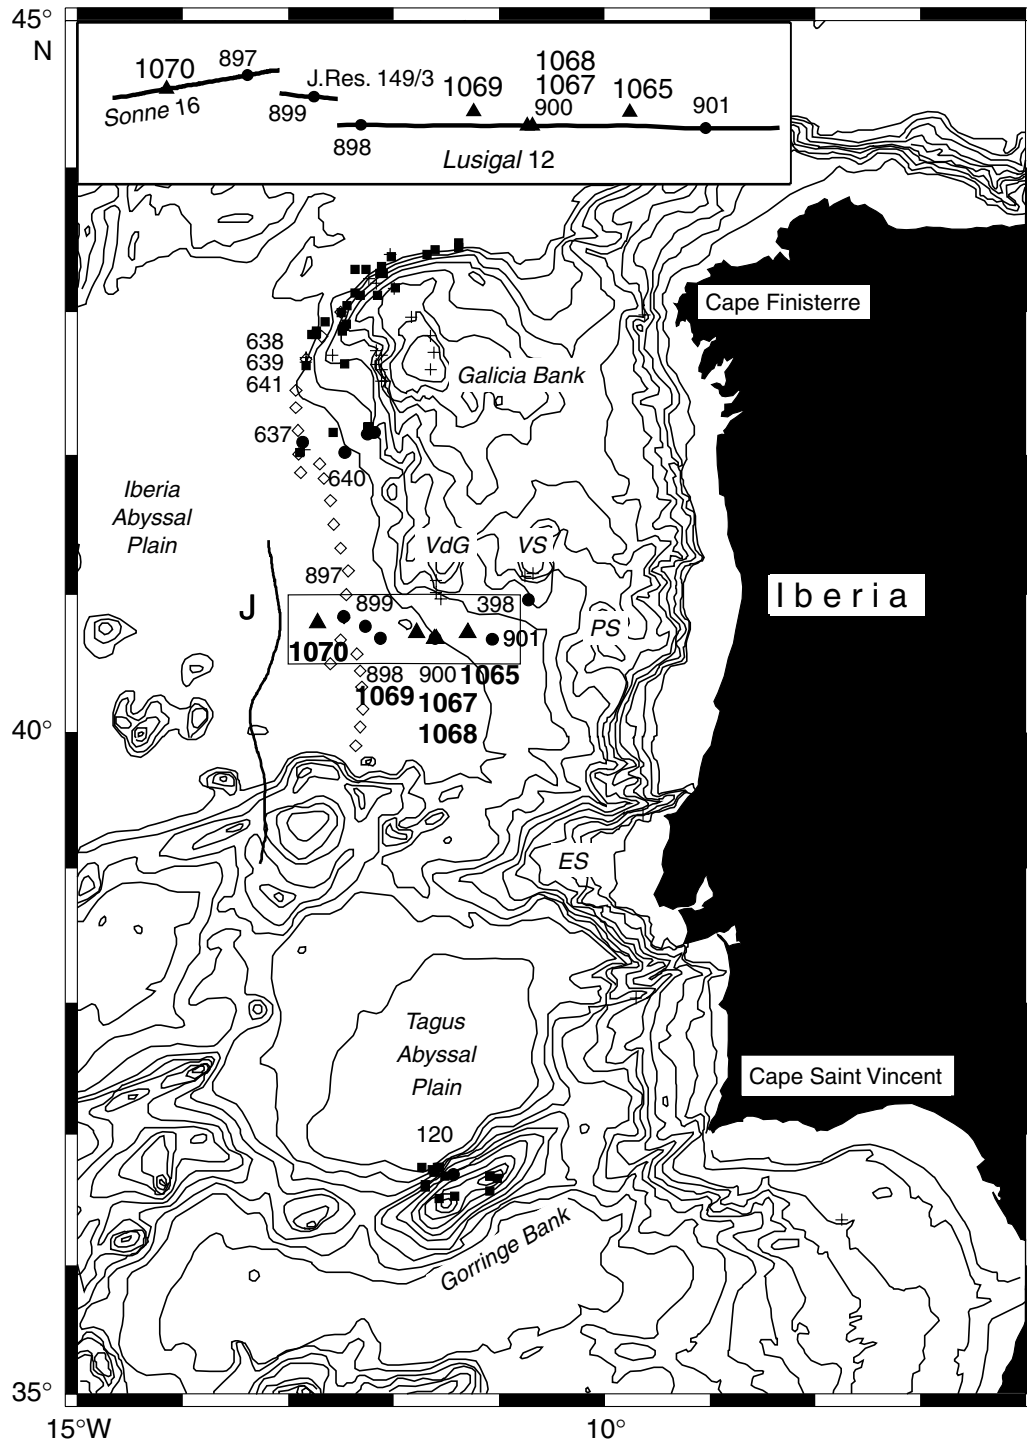 45°
N
1070
897
Sonne 16
J.Res. 149/3
899
898
1069
1068
1067
900
1065
901
Lusigal 12
Cape Finisterre
638
639
641
Galicia Bank
637
640
Iberia
Abyssal
Plain
VdG
VS
897
J
899
398
Iberia
PS
901
1070
898
900
1065
1069
1067
1068
40°
ES
Tagus
Abyssal
Plain
Cape Saint Vincent
120
Gorringe Bank
35°
15°W
10°